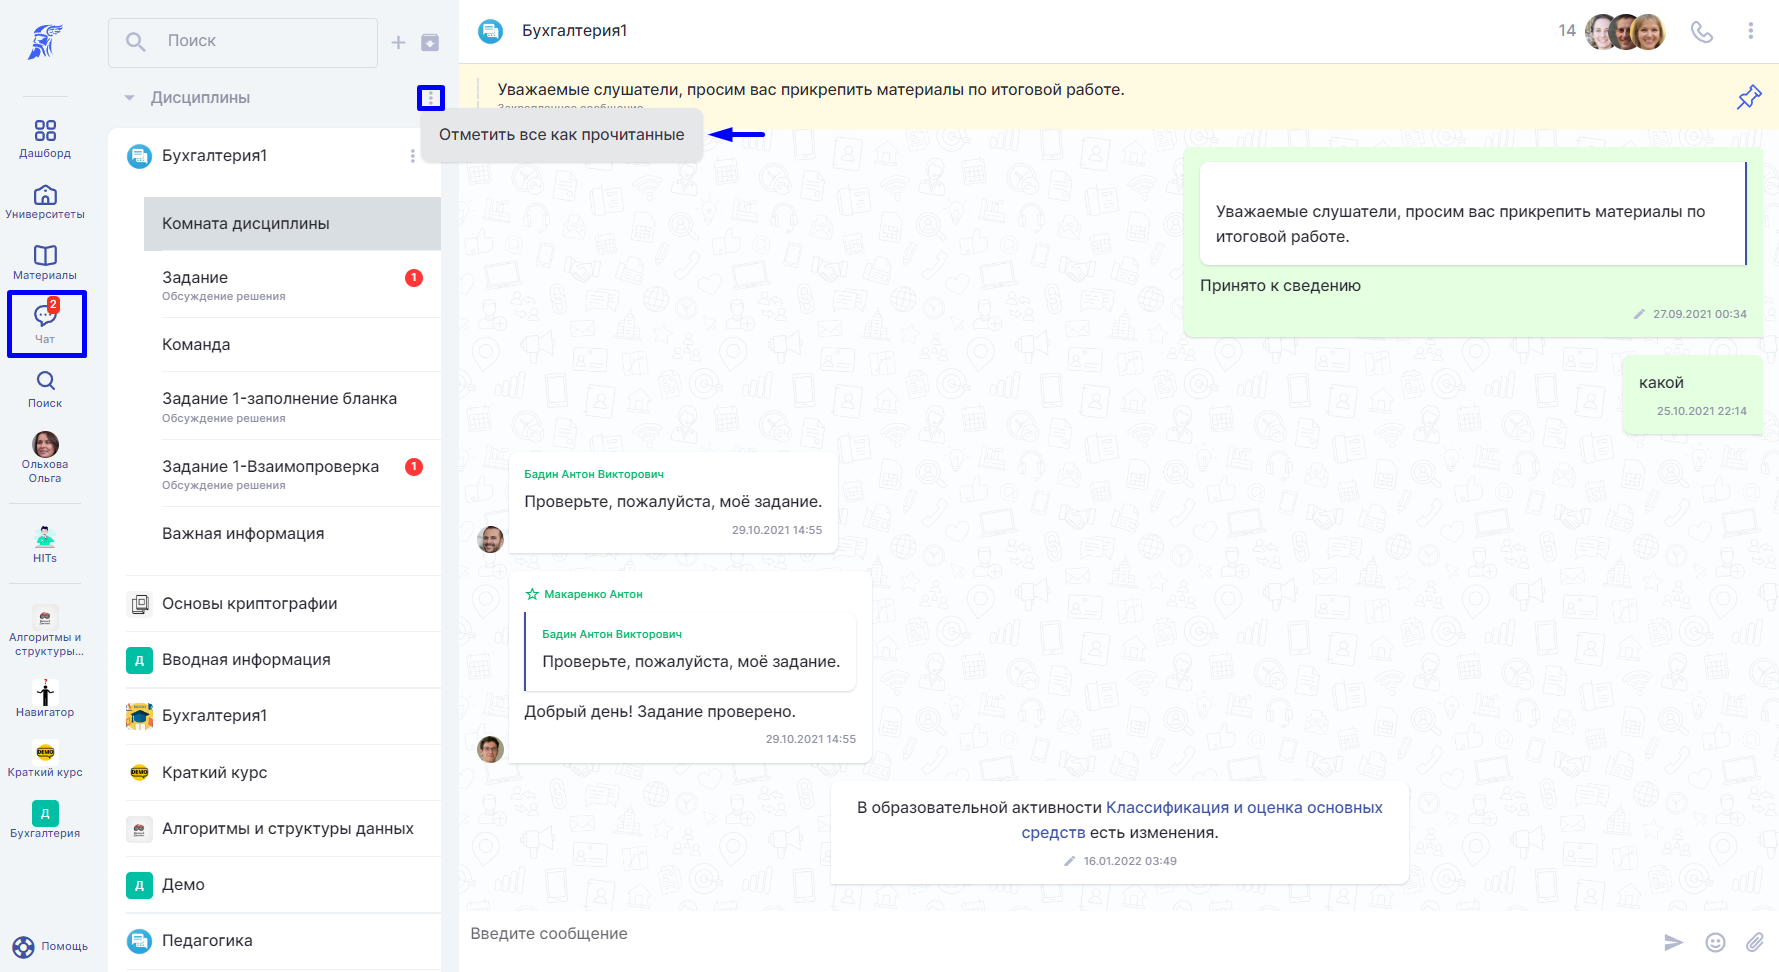 Дашборд
Университеты
Материалы
2
Чат
Поиск
Ольхова
Ольга
HITs
Алгоритмы и
структуры...
Навигатор
Краткий курс
Д
Бухгалтерия
Помощь
Поиск
Дисциплины
Отметить все как прочитанные
Бухгалтерия1
Комната дисциплины
Задание
1
Обсуждение решения
Команда
Задание 1-заполнение бланка
Обсуждение решения
Задание 1-Взаимопроверка
1
Обсуждение решения
Важная информация
Основы криптографии
Д
Вводная информация
Бухгалтерия1
DEMO
Краткий курс
Алгоритмы и структуры данных
Д
Демо
Педагогика
Бухгалтерия1
14
Уважаемые слушатели, просим вас прикрепить материалы по итоговой работе.
Закрепленное сообщение
Уважаемые слушатели, просим вас прикрепить материалы по
итоговой работе.
Принято к сведению
27.09.2021 00:34
какой
25.10.2021 22:14
Бадин Антон Викторович
Проверьте, пожалуйста, моё задание.
29.10.2021 14:55
Макаренко Антон
Бадин Антон Викторович
Проверьте, пожалуйста, моё задание.
Добрый день! Задание проверено.
29.10.2021 14:55
В образовательной активности Классификация и оценка основных
средств есть изменения.
16.01.2022 03:49
Введите сообщение